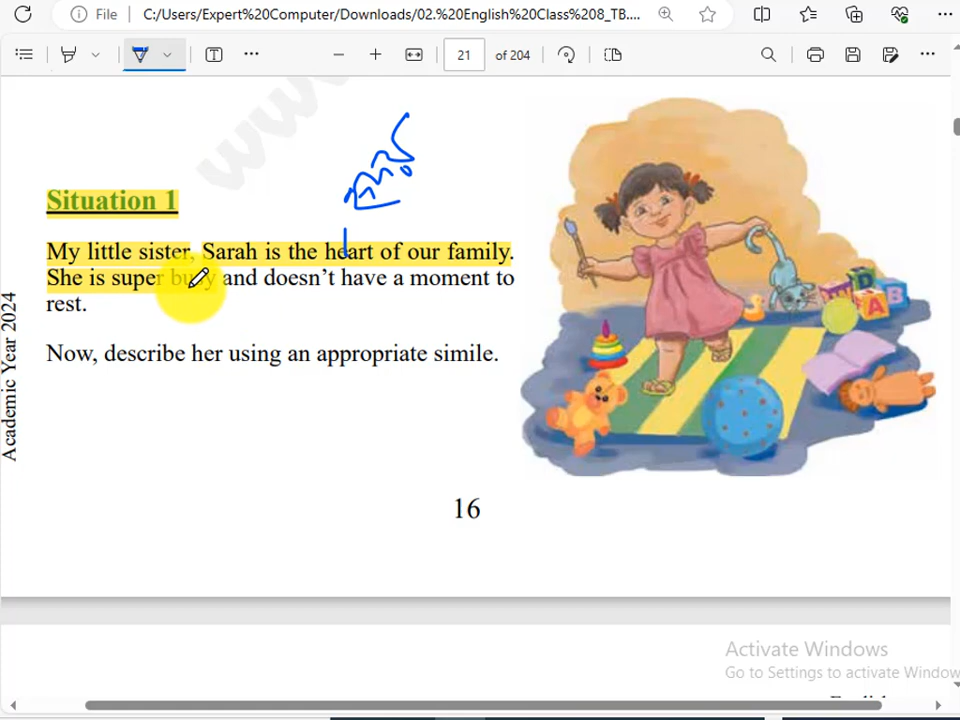 File
C:/Users/Expert%20Computer/Downloads/02.%20English%20Class%208_TB....
21 of 204
Situation 1
My little sister, Sarah is the heart of our family.
She is super busy and doesn't have a moment to
rest.
Now, describe her using an appropriate simile.
Academic Year 2024
D
A
B
16
Activate Windows
Go to Settings to activate Window